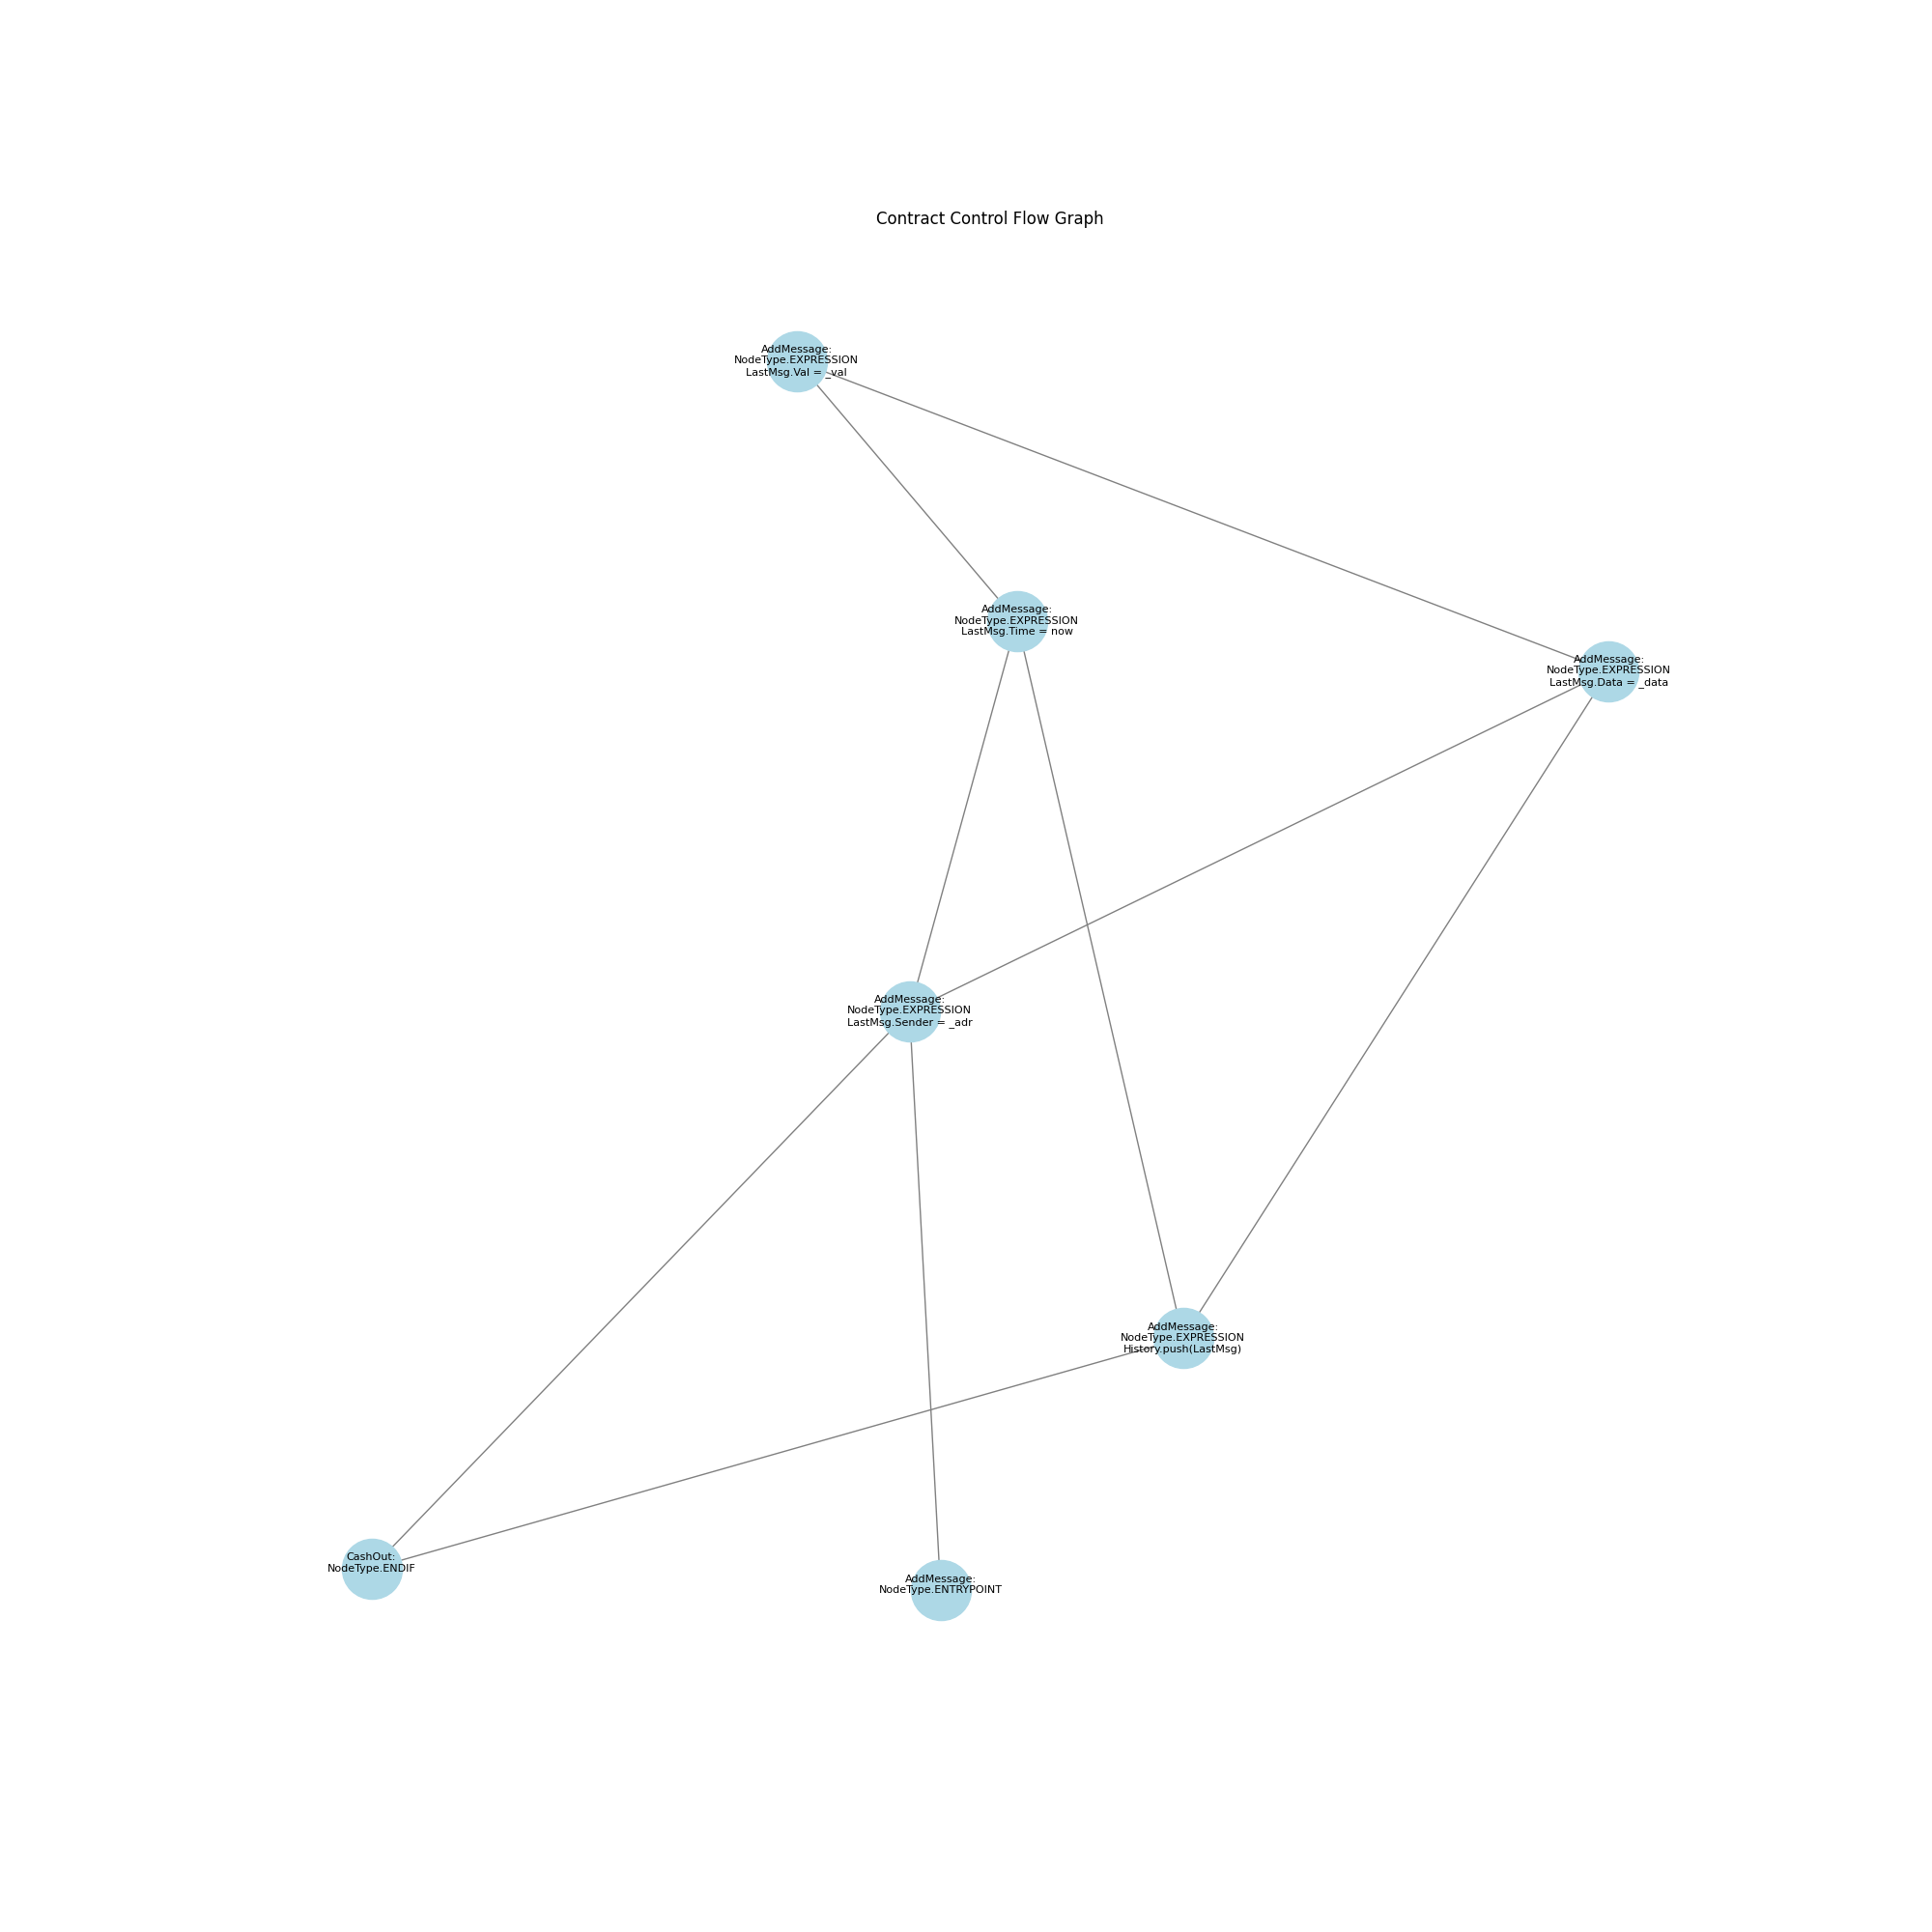 Contract Control Flow Graph
AddMessage:
NodeType.EXPRESSION
LastMsg.Val = _val
AddMessage:
NodeType.EXPRESSION
LastMsg.Time = now
AddMessage:
NodeType.EXPRESSION
LastMsg.Data = _data
AddMessage:
NodeType.EXPRESSION
LastMsg.Sender = _adr
AddMessage:
NodeType.EXPRESSION
History.push(LastMsg)
CashOut:
NodeType.ENDIF
AddMessage:
NodeType.ENTRYPOINT